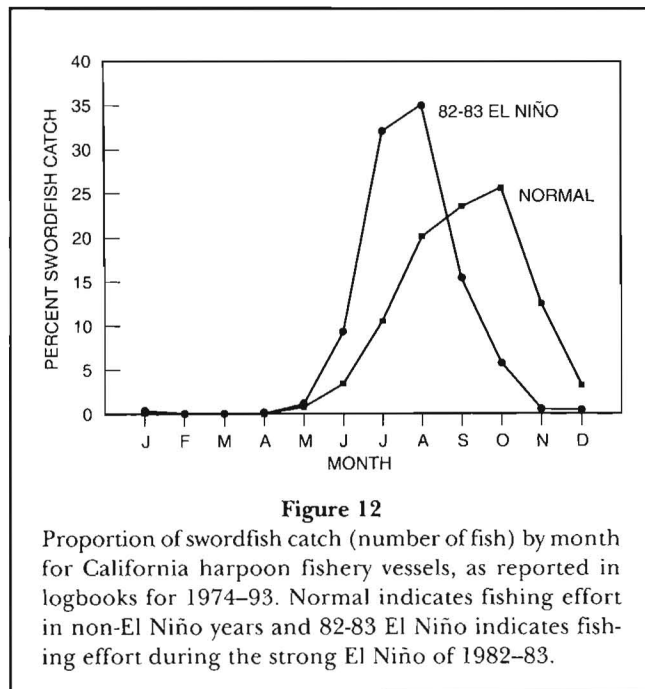 40
35
30
25
20
15
10
5
0
PERCENT SWORDFISH CATCH
82-83 EL NIÑO
NORMAL
J F M A M J J A S O N D
MONTH
Figure 12
Proportion of swordfish catch (number of fish) by month
for California harpoon fishery vessels, as reported in
logbooks for 1974–93. Normal indicates fishing effort
in non-El Niño years and 82-83 El Niño indicates fish-
ing effort during the strong El Niño of 1982–83.